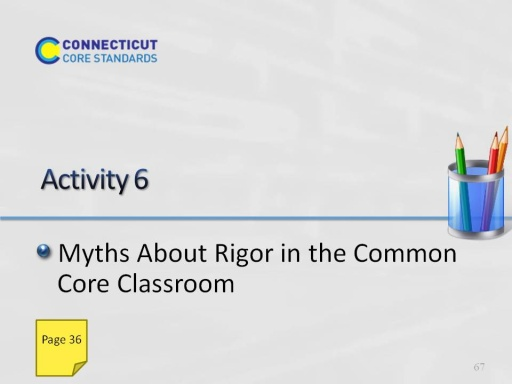 CONNECTICUT
CORE STANDARDS
Activity 6
Myths About Rigor in the Common
Core Classroom
Page 36
67